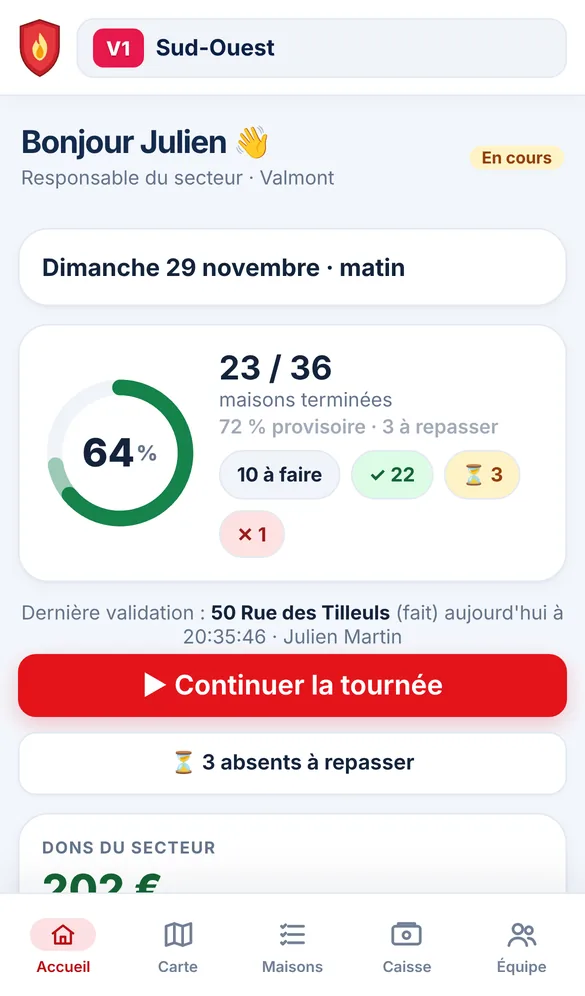 V1 Sud-Ouest
Bonjour Julien 👋
En cours
Responsable du secteur · Valmont
Dimanche 29 novembre · matin
64%
23 / 36
maisons terminées
72 % provisoire · 3 à repasser
10 à faire
✓ 22
⏳ 3
✕ 1
Dernière validation : 50 Rue des Tilleuls (fait) aujourd'hui à
20:35:46 · Julien Martin
▶ Continuer la tournée
⏳ 3 absents à repasser
DONS DU SECTEUR
202 €
Accueil
Carte
Maisons
Caisse
Équipe